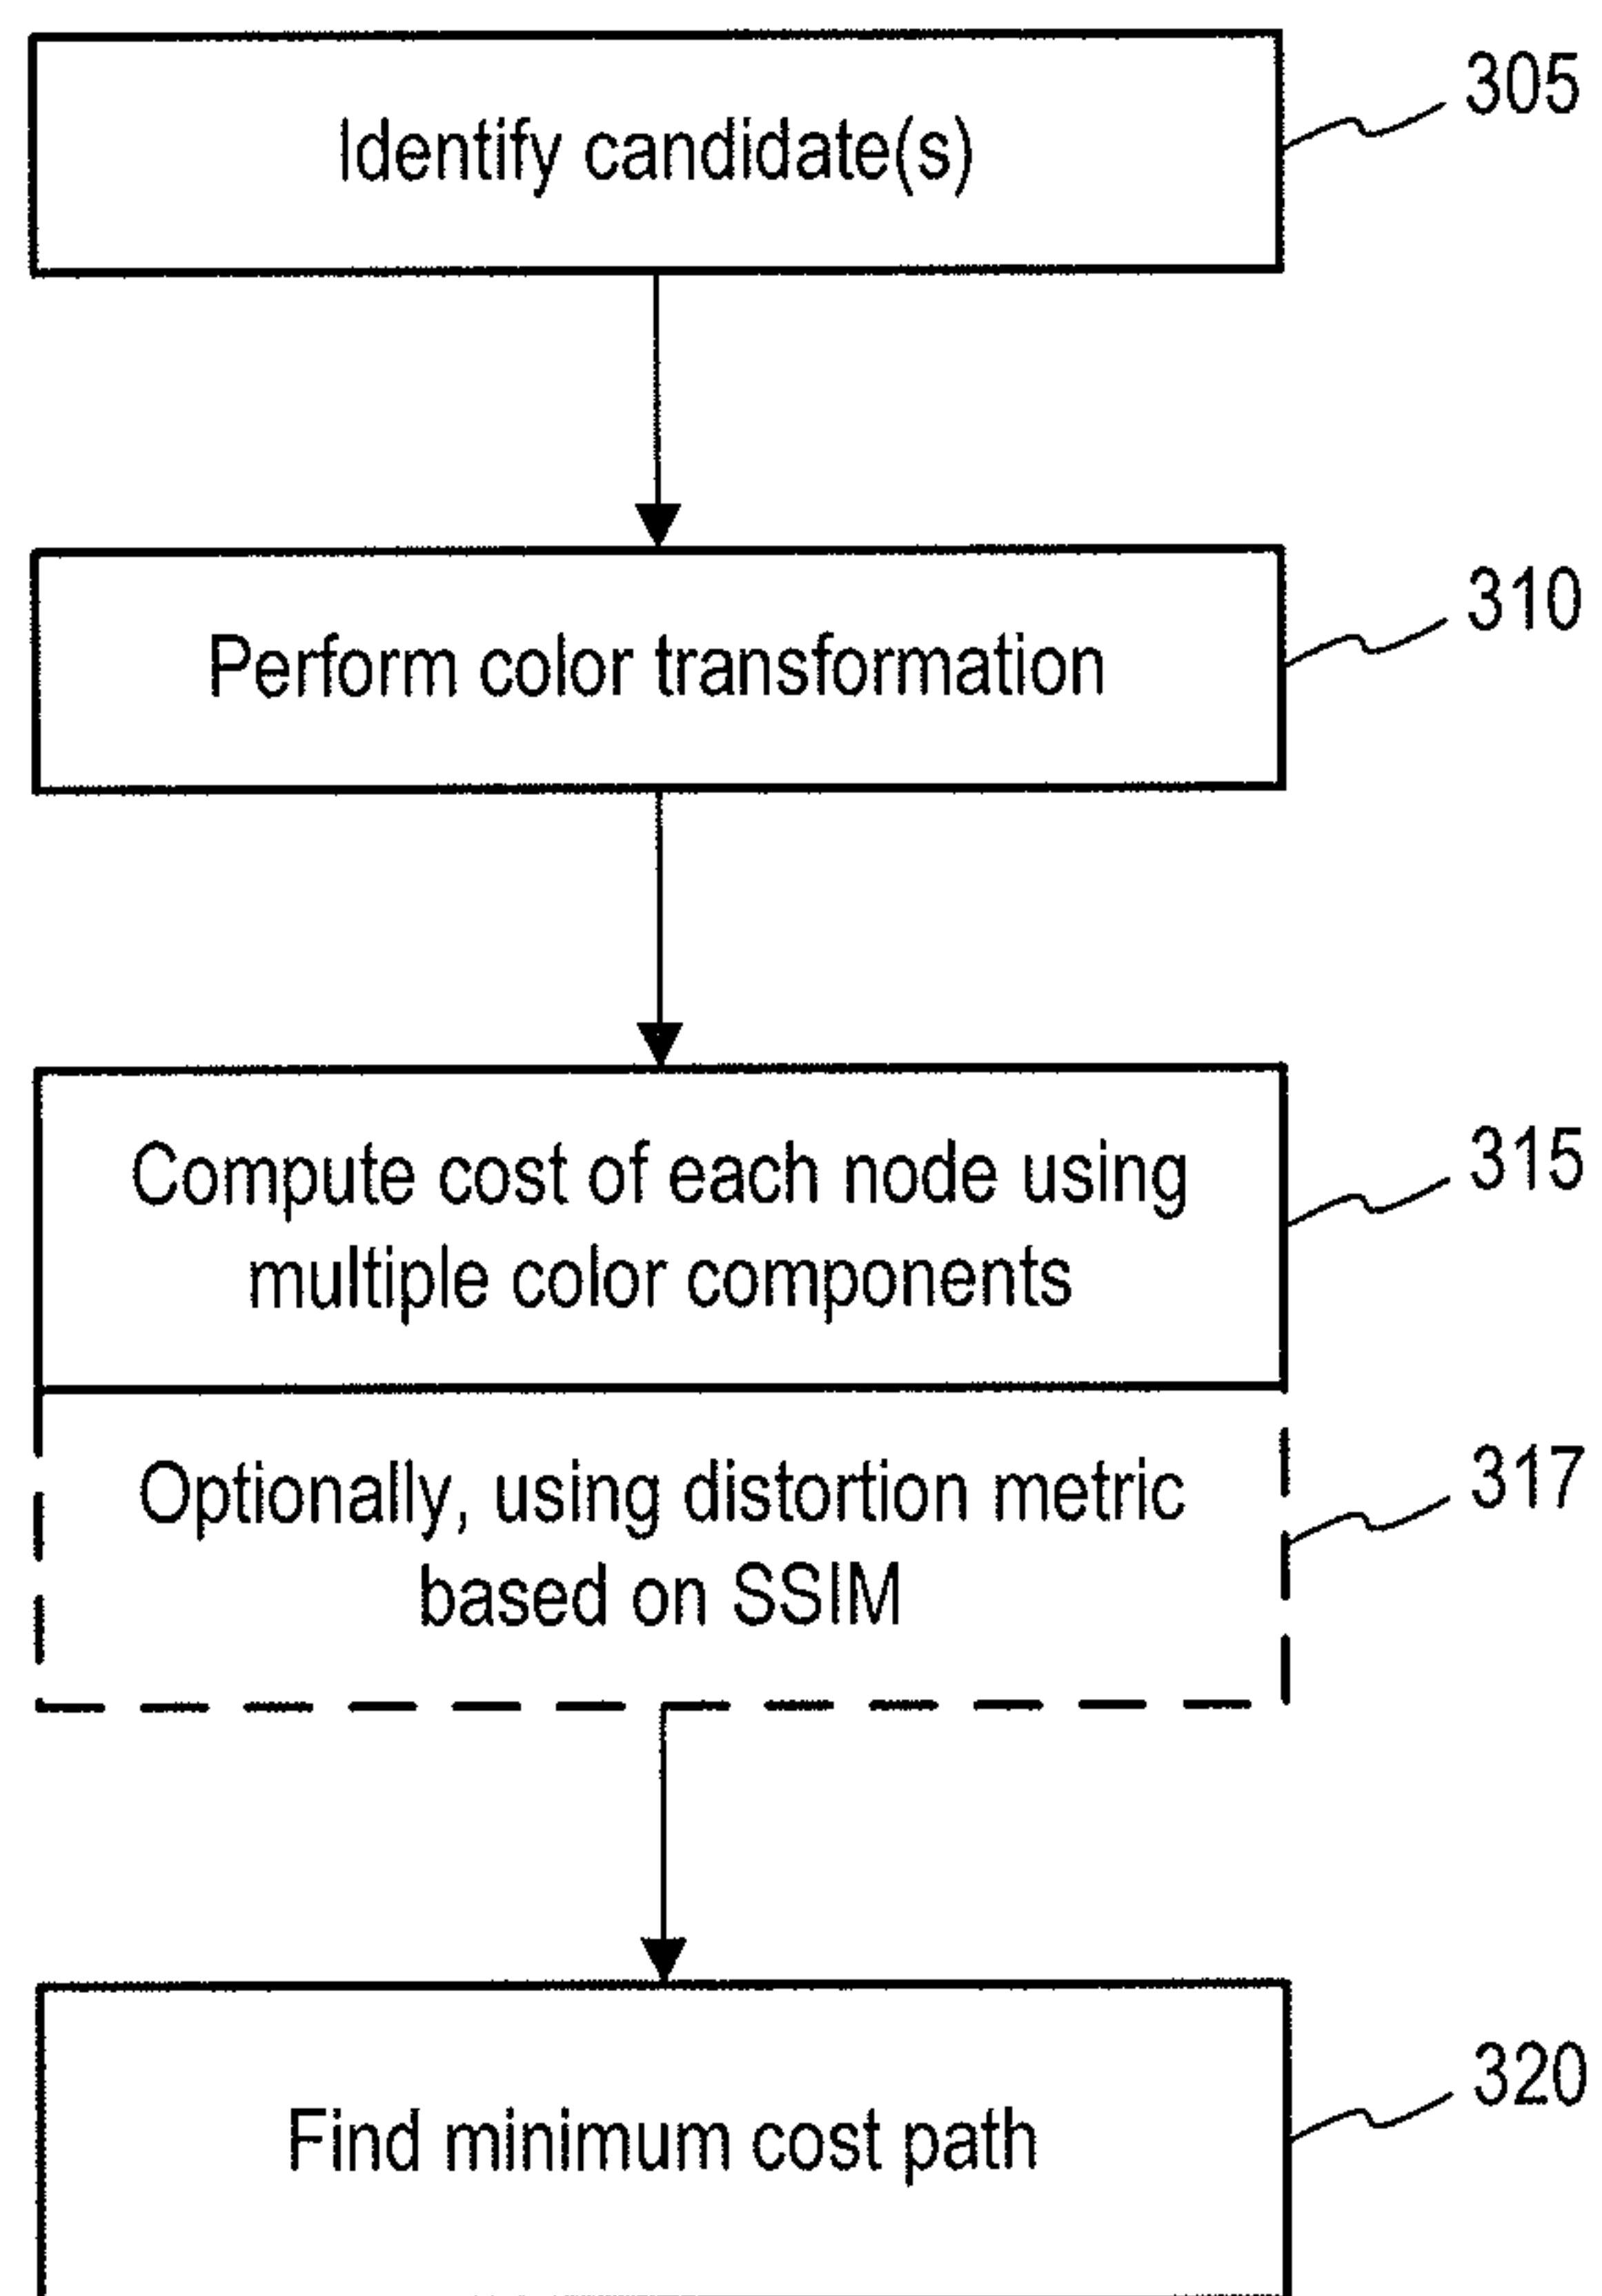 Identify candidate(s)
305
Perform color transformation
310
Compute cost of each node using
multiple color components
315
Optionally, using distortion metric
based on SSIM
317
Find minimum cost path
320